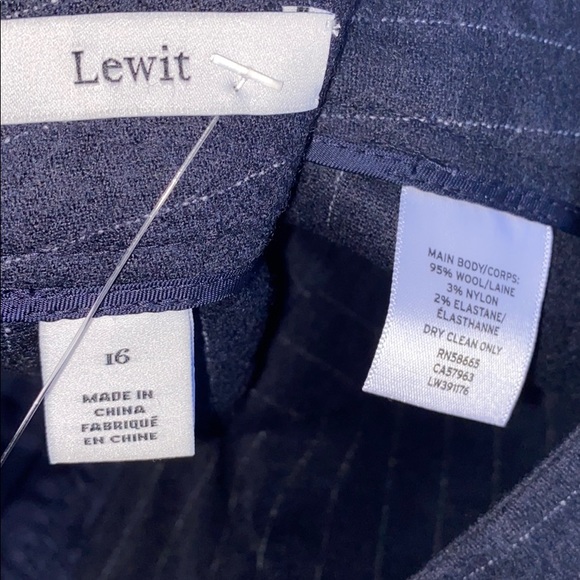 Lewit
16
MADE IN
CHINA
FABRIQUÉ
EN CHINE
MAIN BODY/CORPS:
95% WOOL/LAINE
3% NYLON
2% ELASTANE/
ÉLASTHANNE
DRY CLEAN ONLY
RN58665
CA57963
LW391176